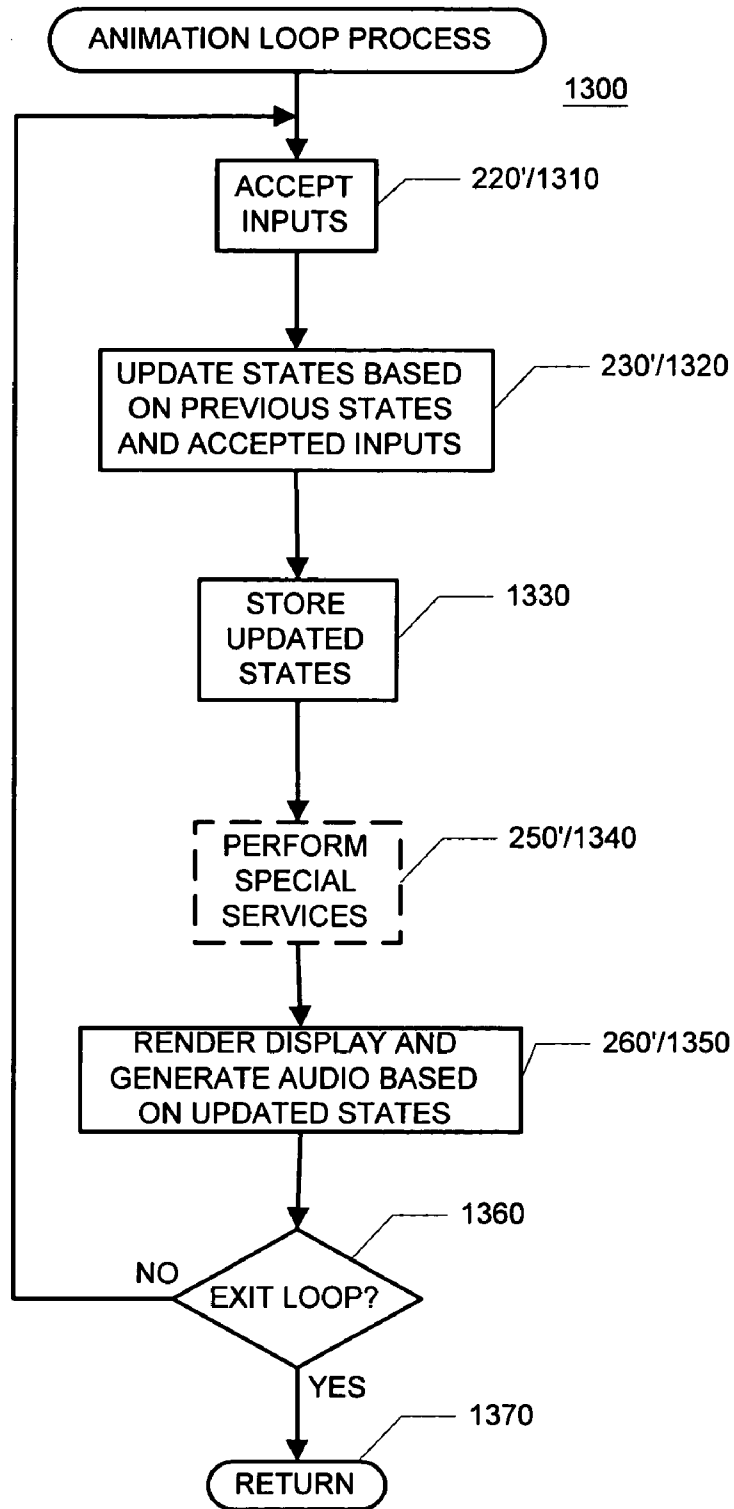 ANIMATION LOOP PROCESS
1300
ACCEPT
INPUTS
220'/1310
UPDATE STATES BASED
ON PREVIOUS STATES
AND ACCEPTED INPUTS
230'/1320
STORE
UPDATED
STATES
1330
PERFORM
SPECIAL
SERVICES
250'/1340
RENDER DISPLAY AND
GENERATE AUDIO BASED
ON UPDATED STATES
260'/1350
1360
NO
EXIT LOOP?
YES
1370
RETURN